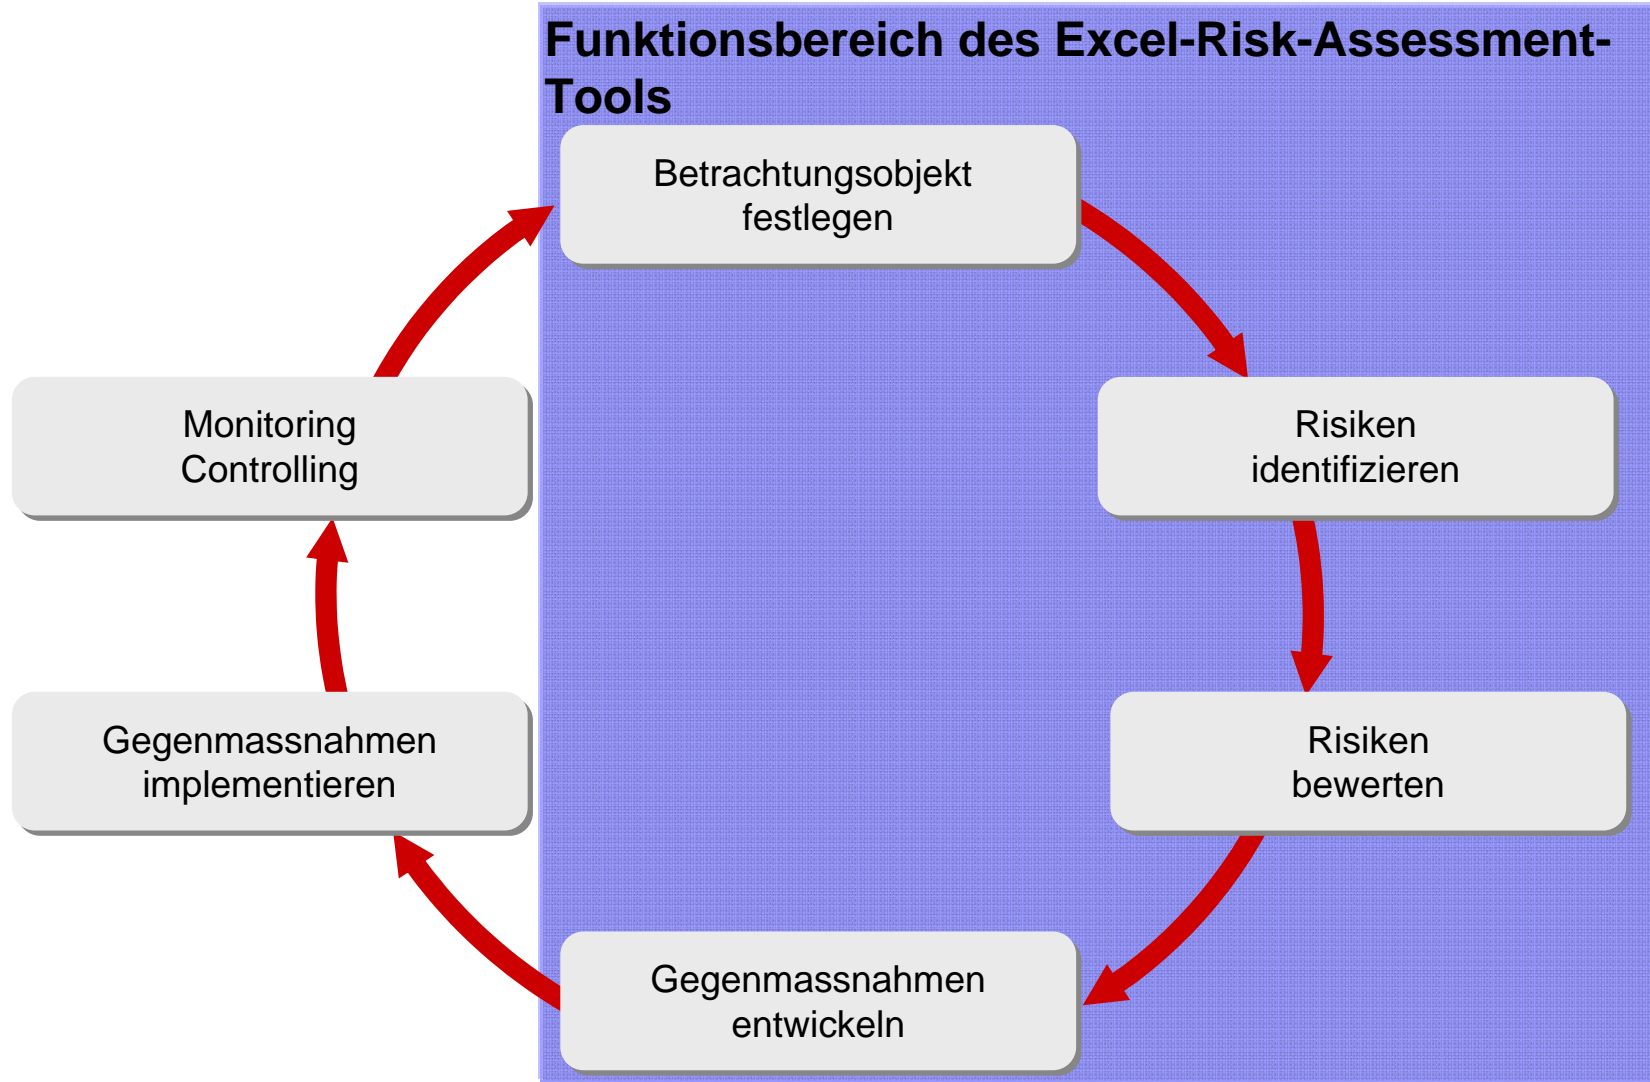 Funktionsbereich des Excel-Risk-Assessment-
Tools
Betrachtungsobjekt
festlegen
Risiken
identifizieren
Risiken
bewerten
Gegenmassnahmen
entwickeln
Gegenmassnahmen
implementieren
Monitoring
Controlling